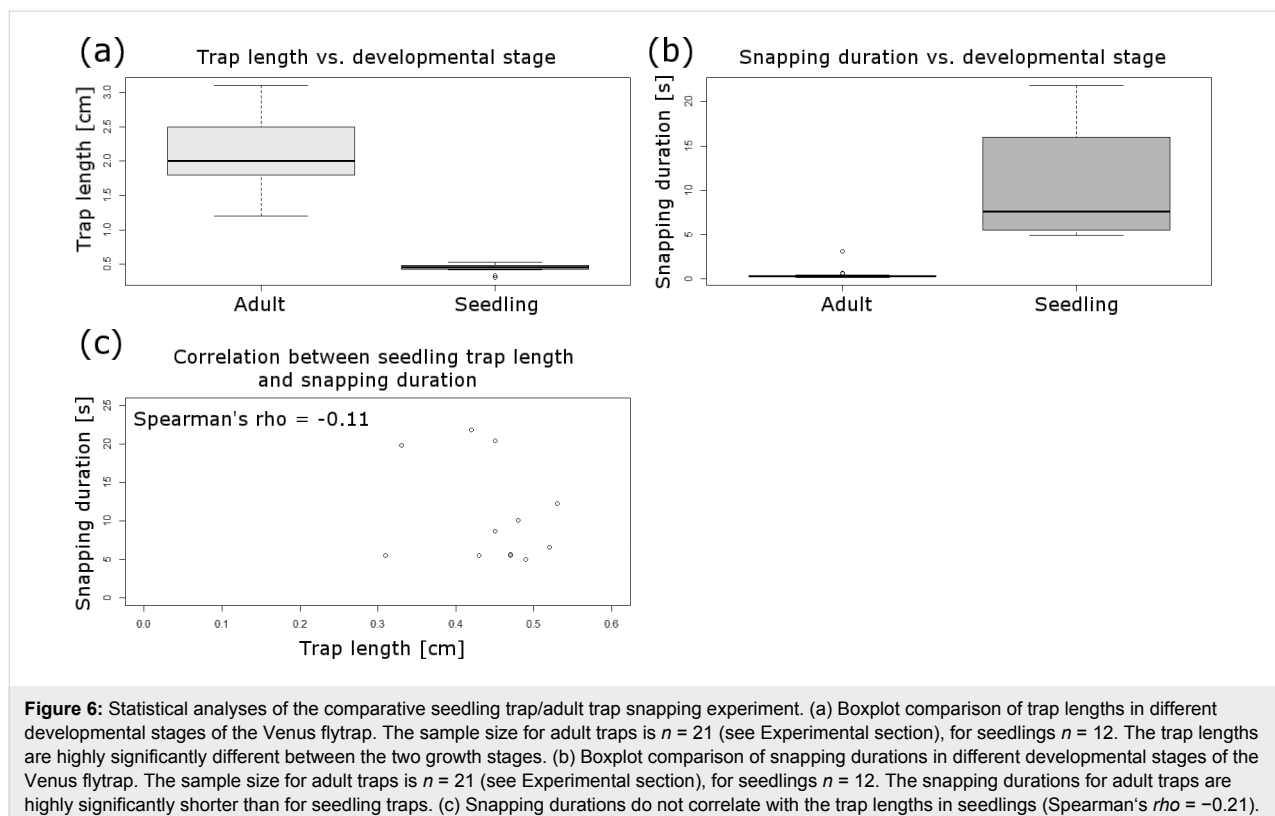 (a)
Trap length vs. developmental stage
Trap length [cm]
3.0
2.5
2.0
1.5
1.0
0.5
Adult
Seedling
(b)
Snapping duration vs. developmental stage
Snapping duration [s]
20
15
10
5
0
Adult
Seedling
(c)
Correlation between seedling trap length
and snapping duration
Spearman's rho = -0.11
Snapping duration [s]
25
20
15
10
5
0
0.0 0.1 0.2 0.3 0.4 0.5 0.6
Trap length [cm]
Figure 6: Statistical analyses of the comparative seedling trap/adult trap snapping experiment. (a) Boxplot comparison of trap lengths in different
developmental stages of the Venus flytrap. The sample size for adult traps is n = 21 (see Experimental section), for seedlings n = 12. The trap lengths
are highly significantly different between the two growth stages. (b) Boxplot comparison of snapping durations in different developmental stages of the
Venus flytrap. The sample size for adult traps is n = 21 (see Experimental section), for seedlings n = 12. The snapping durations for adult traps are
highly significantly shorter than for seedling traps. (c) Snapping durations do not correlate with the trap lengths in seedlings (Spearman‘s rho = −0.21).